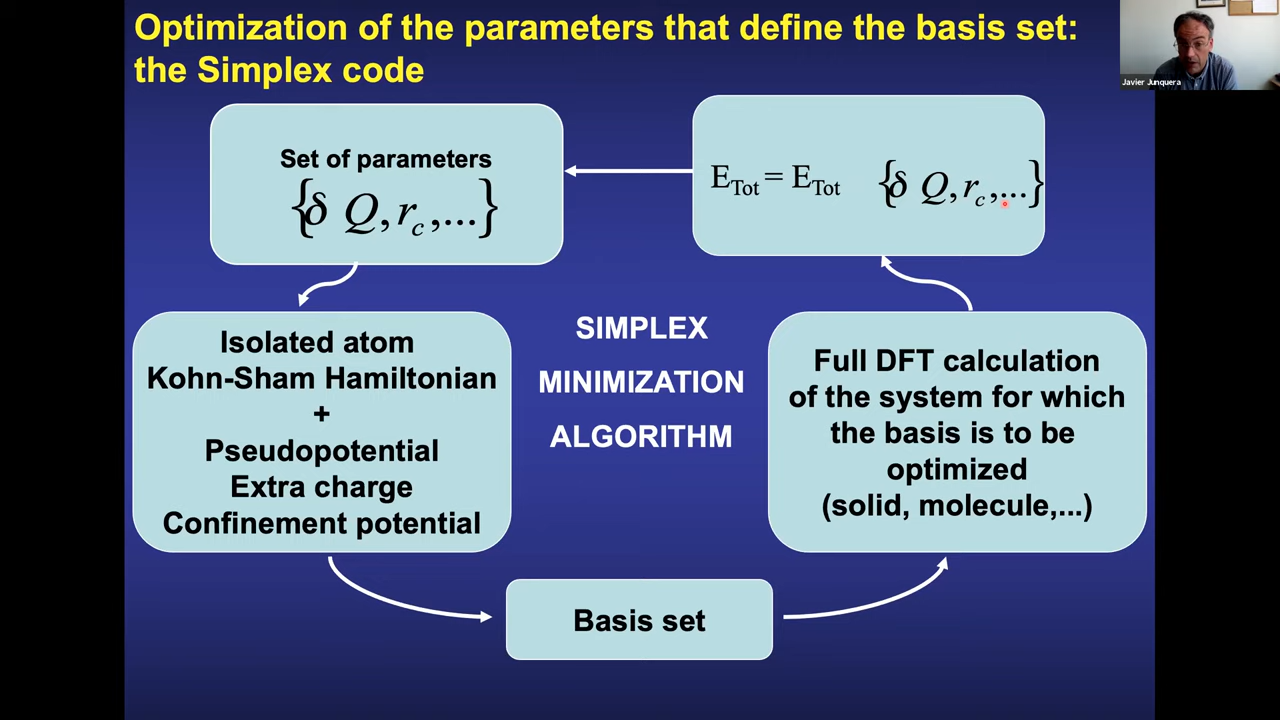 Optimization of the parameters that define the basis set:
the Simplex code
Javier Junquera
Set of parameters
{δ Q, r_c ,...}
E_Tot = E_Tot {δ Q, r_c ,...}
Isolated atom
Kohn-Sham Hamiltonian
+
Pseudopotential
Extra charge
Confinement potential
SIMPLEX
MINIMIZATION
ALGORITHM
Full DFT calculation
of the system for which
the basis is to be
optimized
(solid, molecule,...)
Basis set